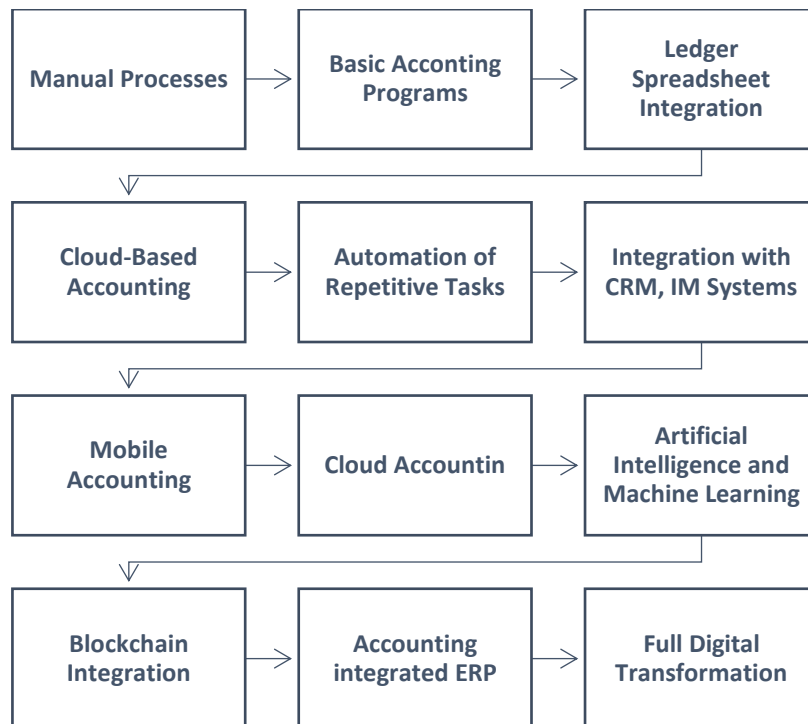 Manual Processes
Basic Acconting
Programs
Ledger
Spreadsheet
Integration
Cloud-Based
Accounting
Automation of
Repetitive Tasks
Integration with
CRM, IM Systems
Mobile
Accounting
Cloud Accountin
Artificial
Intelligence and
Machine Learning
Blockchain
Integration
Accounting
integrated ERP
Full Digital
Transformation